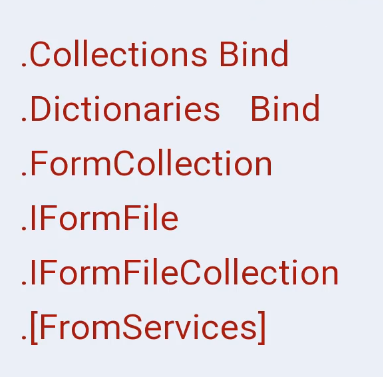 .Collections Bind
.Dictionaries   Bind
.FormCollection
.IFormFile
.IFormFileCollection
.[FromServices]